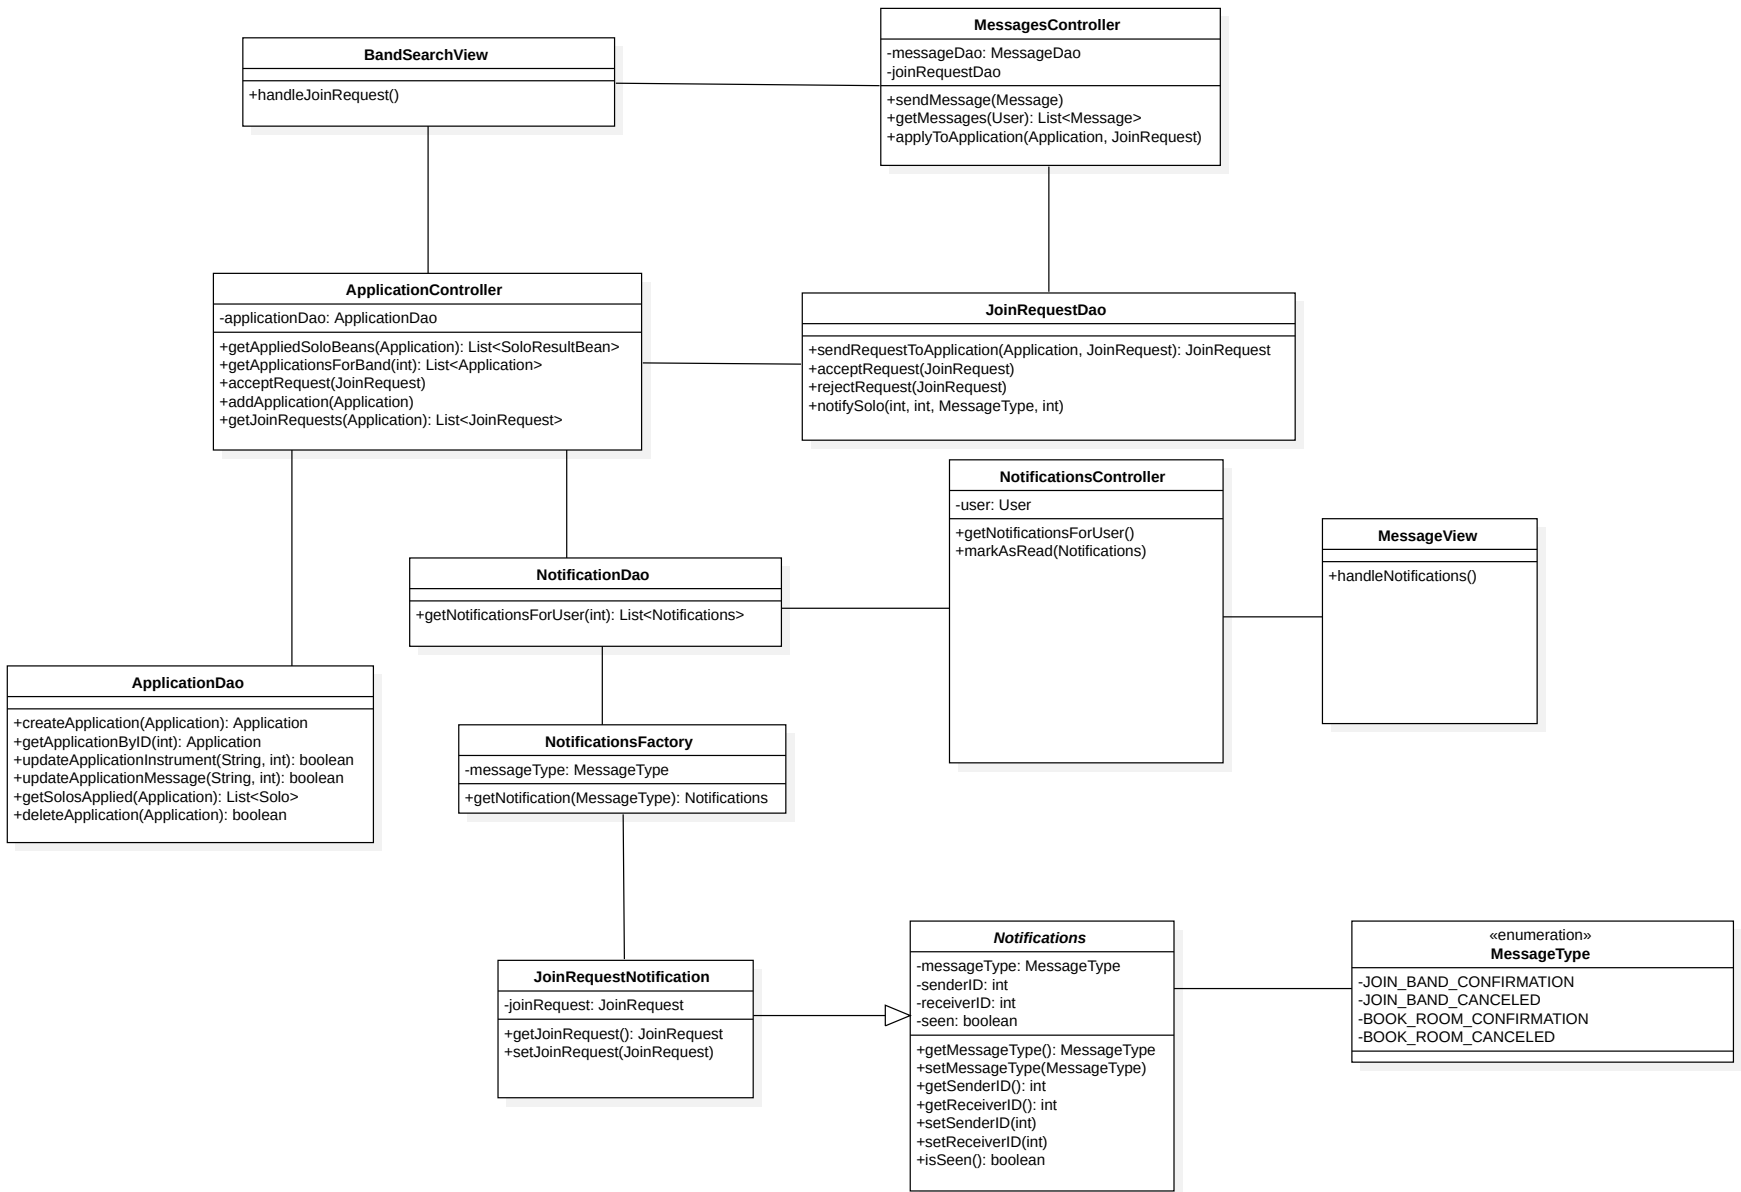 BandSearchView
+handleJoinRequest()
MessagesController
-messageDao: MessageDao
-joinRequestDao
+sendMessage(Message)
+getMessages(User): List<Message>
+applyToApplication(Application, JoinRequest)
ApplicationController
-applicationDao: ApplicationDao
+getAppliedSoloBeans(Application): List<SoloResultBean>
+getApplicationsForBand(int): List<Application>
+acceptRequest(JoinRequest)
+addApplication(Application)
+getJoinRequests(Application): List<JoinRequest>
JoinRequestDao
+sendRequestToApplication(Application, JoinRequest): JoinRequest
+acceptRequest(JoinRequest)
+rejectRequest(JoinRequest)
+notifySolo(int, int, MessageType, int)
NotificationsController
-user: User
+getNotificationsForUser()
+markAsRead(Notifications)
MessageView
+handleNotifications()
NotificationDao
+getNotificationsForUser(int): List<Notifications>
ApplicationDao
+createApplication(Application): Application
+getApplicationByID(int): Application
+updateApplicationInstrument(String, int): boolean
+updateApplicationMessage(String, int): boolean
+getSolosApplied(Application): List<Solo>
+deleteApplication(Application): boolean
NotificationsFactory
-messageType: MessageType
+getNotification(MessageType): Notifications
JoinRequestNotification
-joinRequest: JoinRequest
+getJoinRequest(): JoinRequest
+setJoinRequest(JoinRequest)
Notifications
-messageType: MessageType
-senderID: int
-receiverID: int
-seen: boolean
+getMessageType(): MessageType
+setMessageType(MessageType)
+getSenderID(): int
+getReceiverID(): int
+setSenderID(int)
+setReceiverID(int)
+isSeen(): boolean
«enumeration»
MessageType
-JOIN_BAND_CONFIRMATION
-JOIN_BAND_CANCELED
-BOOK_ROOM_CONFIRMATION
-BOOK_ROOM_CANCELED